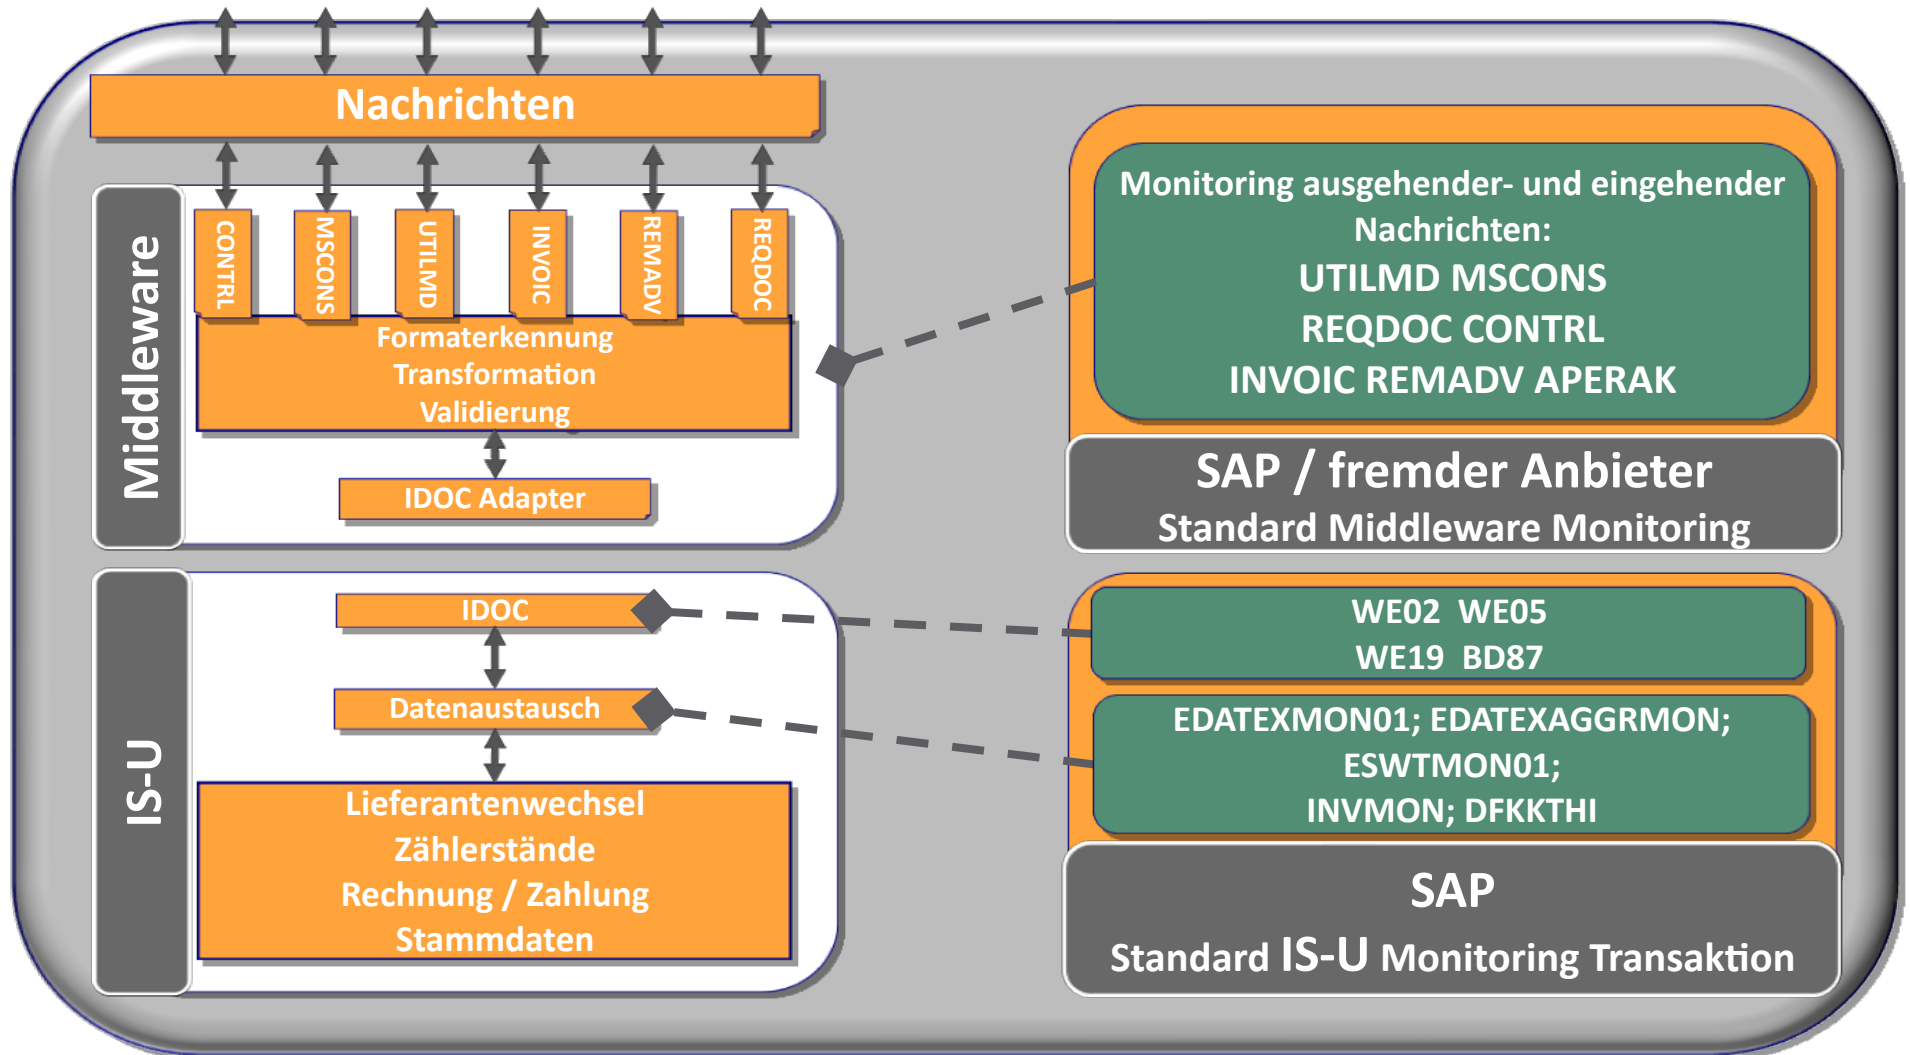 Nachrichten
Middleware
CONTRL
MSCONS
UTILMD
INVOIC
REMADV
REQDOC
Formaterkennung
Transformation
Validierung
IDOC Adapter
Monitoring ausgehender- und eingehender
Nachrichten:
UTILMD MSCONS
REQDOC CONTRL
INVOIC REMADV APERAK
SAP / fremder Anbieter
Standard Middleware Monitoring
IS-U
IDOC
Datenaustausch
Lieferantenwechsel
Zählerstände
Rechnung / Zahlung
Stammdaten
WE02 WE05
WE19 BD87
EDATEXMON01; EDATEXAGGRMON;
ESWTMON01;
INVMON; DFKKTHI
SAP
Standard IS-U Monitoring Transaktion